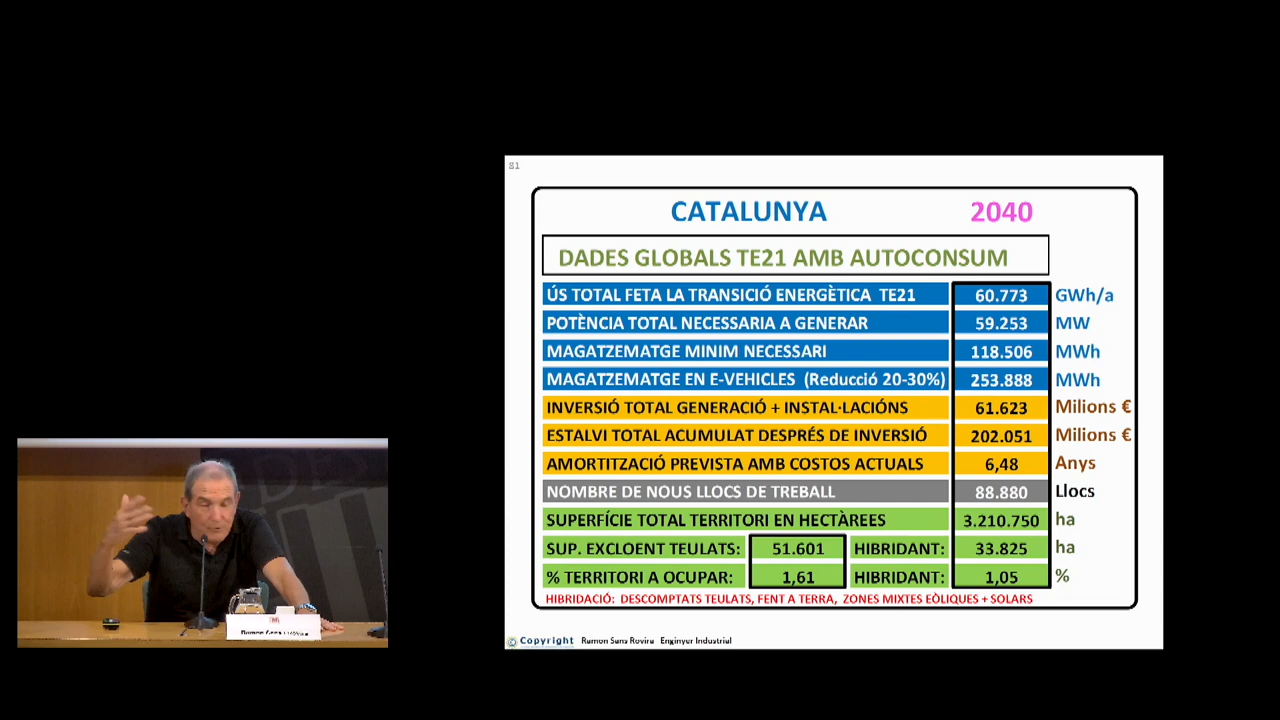 81
CATALUNYA 2040
DADES GLOBALS TE21 AMB AUTOCONSUM
ÚS TOTAL FETA LA TRANSICIÓ ENERGÈTICA TE21 60.773 GWh/a
POTÈNCIA TOTAL NECESSARIA A GENERAR 59.253 MW
MAGATZEMATGE MINIM NECESSARI 118.506 MWh
MAGATZEMATGE EN E-VEHICLES (Reducció 20-30%) 253.888 MWh
INVERSIÓ TOTAL GENERACIÓ + INSTAL·LACIÓNS 61.623 Milions €
ESTALVI TOTAL ACUMULAT DESPRÉS DE INVERSIÓ 202.051 Milions €
AMORTITZACIÓ PREVISTA AMB COSTOS ACTUALS 6,48 Anys
NOMBRE DE NOUS LLOCS DE TREBALL 88.880 Llocs
SUPERFÍCIE TOTAL TERRITORI EN HECTÀREES 3.210.750 ha
SUP. EXCLOENT TEULATS: 51.601 HIBRIDANT: 33.825 ha
% TERRITORI A OCUPAR: 1,61 HIBRIDANT: 1,05 %
HIBRIDACIÓ: DESCOMPTATS TEULATS, FENT A TERRA, ZONES MIXTES EÒLIQUES + SOLARS
© Copyright Ramon Sans Rovira Enginyer Industrial